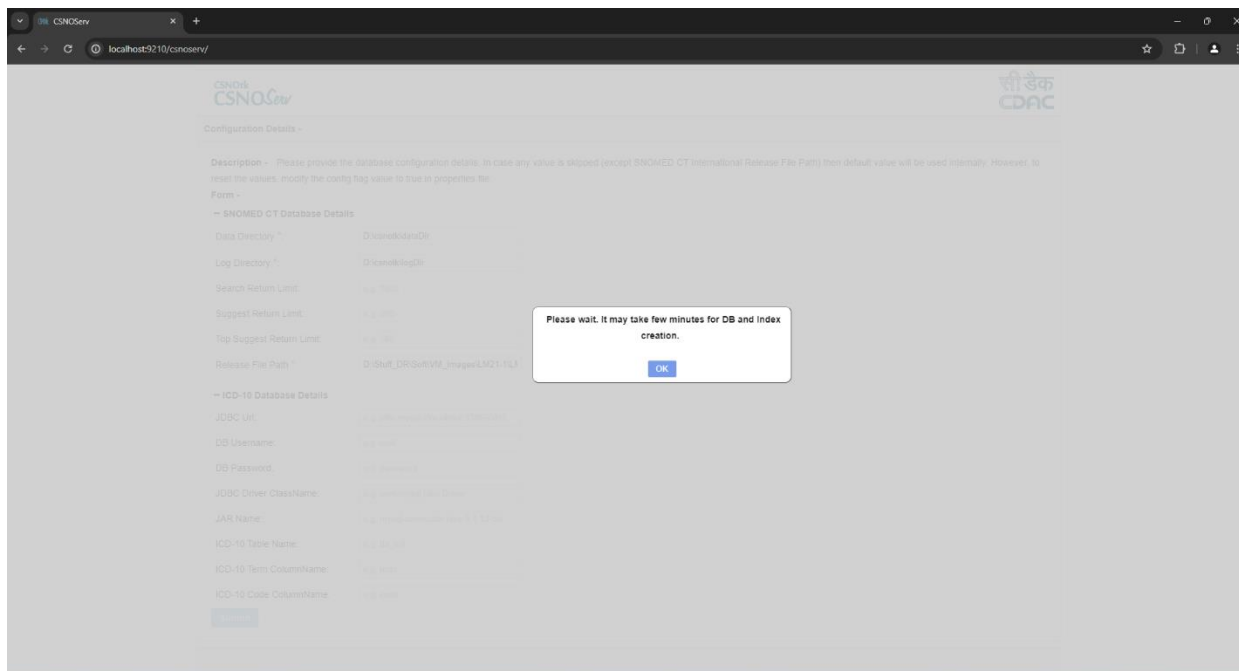 CSNOServ
localhost:9210/csnoserv/
CSNOtk
CSNOServ
सी डैक
CDAC
Configuration Details -
Description - Please provide the database configuration details. In case any value is skipped (except SNOMED CT International Release File Path) then default value will be used internally. However, to
reset the values, modify the config flag value to true in properties file.
Form -
SNOMED CT Database Details
Data Directory *:
Log Directory *:
Search Return Limit:
Suggest Return Limit:
Top Suggest Return Limit:
Release File Path *:
Please wait. It may take few minutes for DB and Index
creation.
OK
ICD-10 Database Details
JDBC Url:
DB Username:
DB Password:
JDBC Driver ClassName:
JAR Name:
ICD-10 Table Name:
ICD-10 Term ColumnName:
ICD-10 Code ColumnName